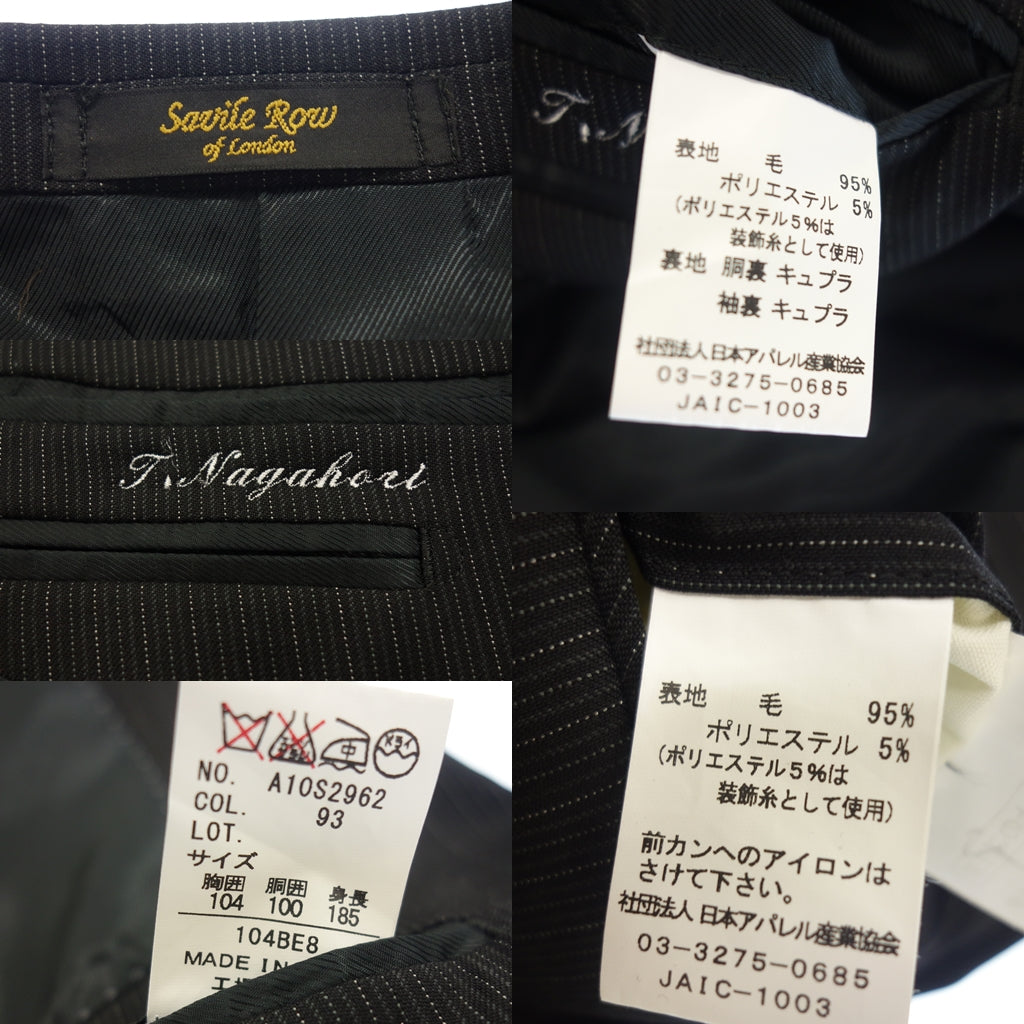 Savile Row
of London
T. Nagahori
表地 毛 95%
ポリエステル 5%
(ポリエステル5%は
装飾糸として使用)
裏地 胴裏 キュプラ
袖裏 キュプラ
社団法人 日本アパレル産業協会
03-3275-0685
JAIC-1003
NO. A10S2962
COL. 93
LOT.
サイズ
胸囲 胴囲 身長
104 100 185
104BE8
MADE IN
表地 毛 95%
ポリエステル 5%
(ポリエステル5%は
装飾糸として使用)
前カンへのアイロンは
さけて下さい。
社団法人 日本アパレル産業協会
03-3275-0685
JAIC-1003